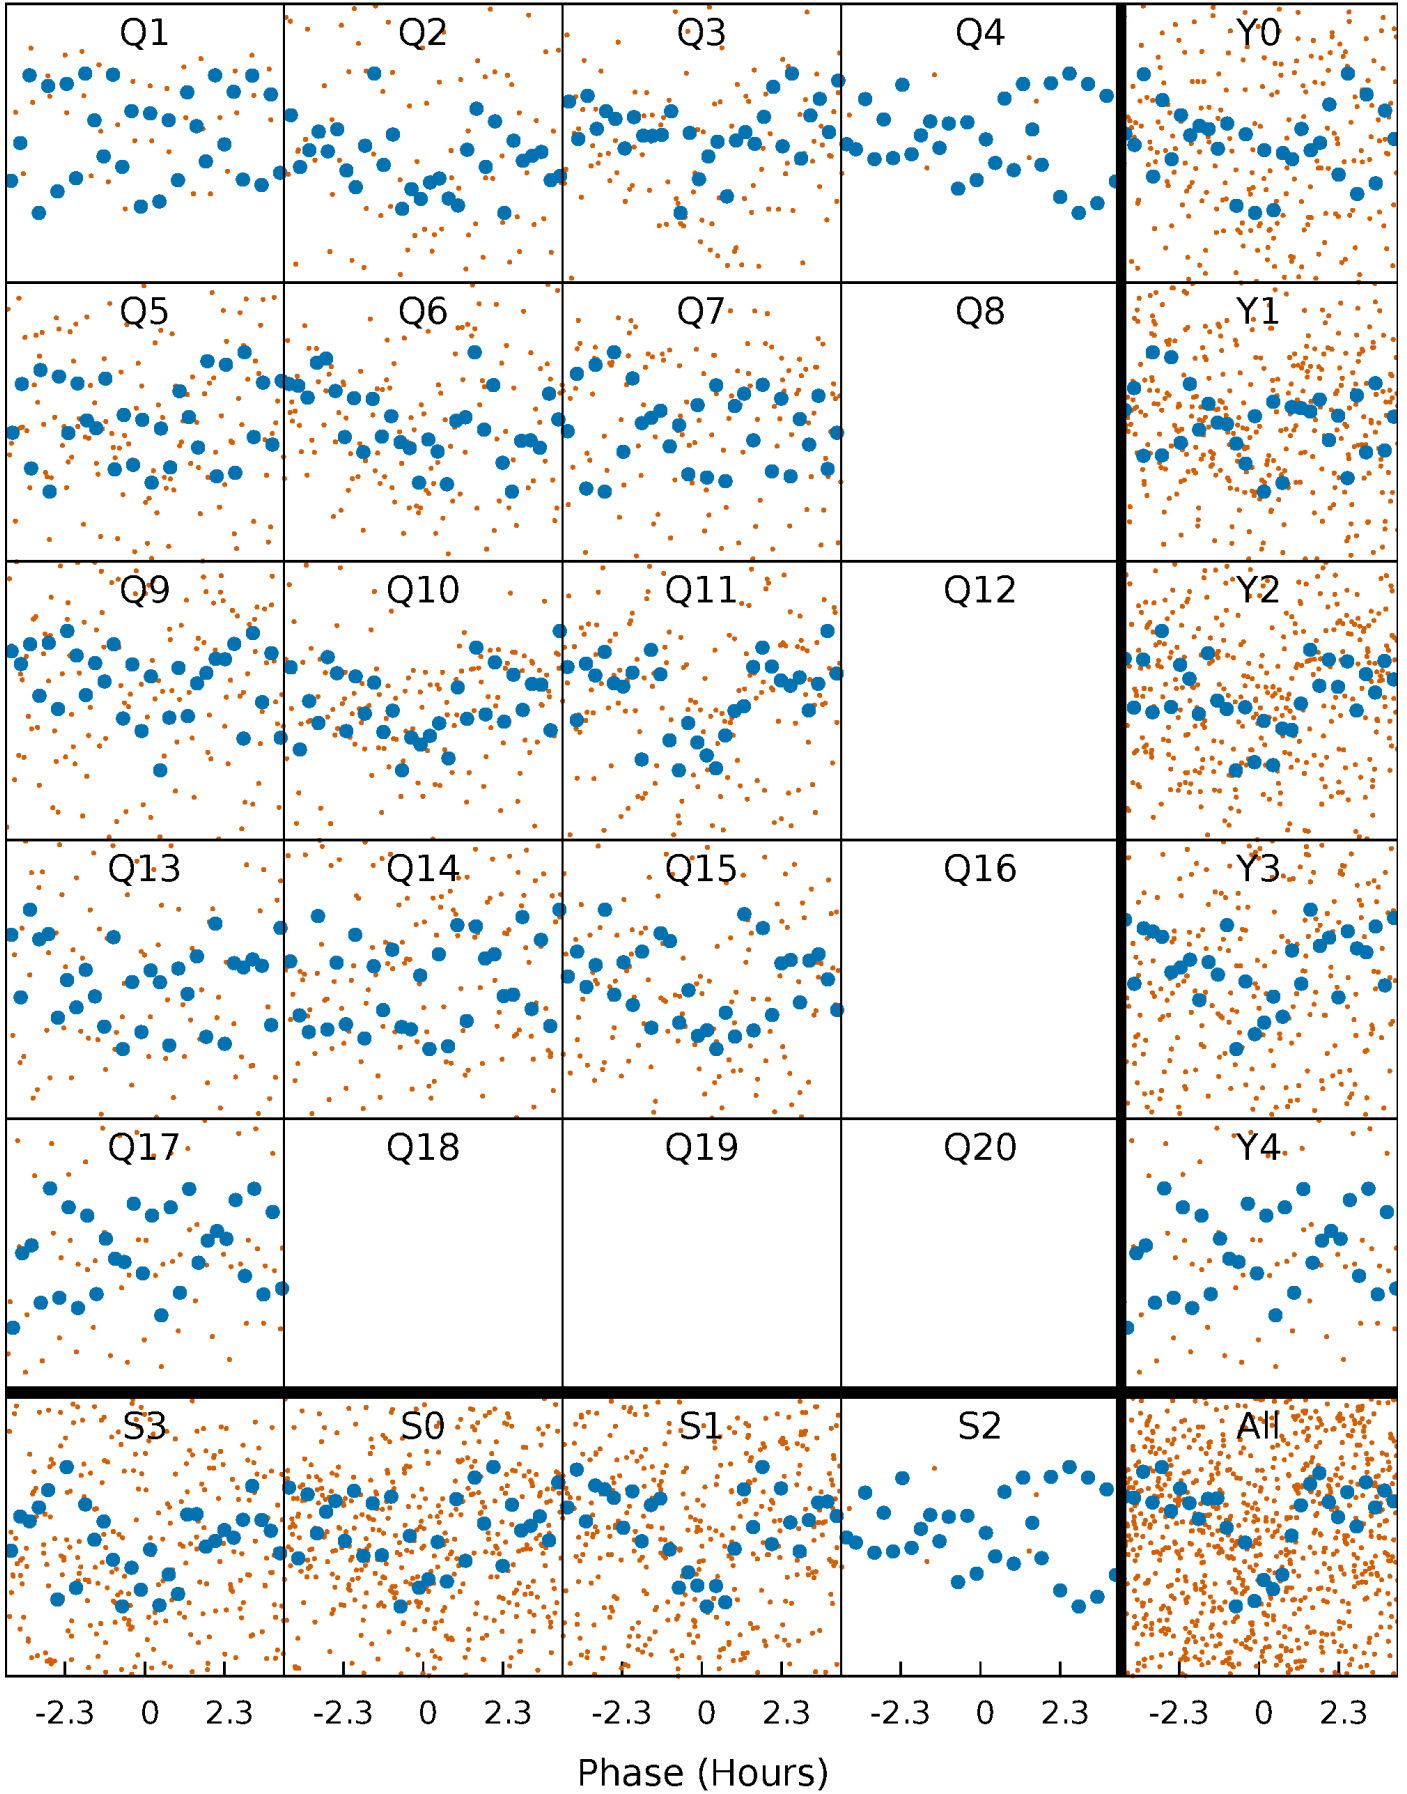 Q1 Q2 Q3 Q4 Y0
Q5 Q6 Q7 Q8 Y1
Q9 Q10 Q11 Q12 Y2
Q13 Q14 Q15 Q16 Y3
Q17 Q18 Q19 Q20 Y4
S3 S0 S1 S2 All
-2.3 0 2.3 -2.3 0 2.3 -2.3 0 2.3 -2.3 0 2.3 -2.3 0 2.3
Phase (Hours)